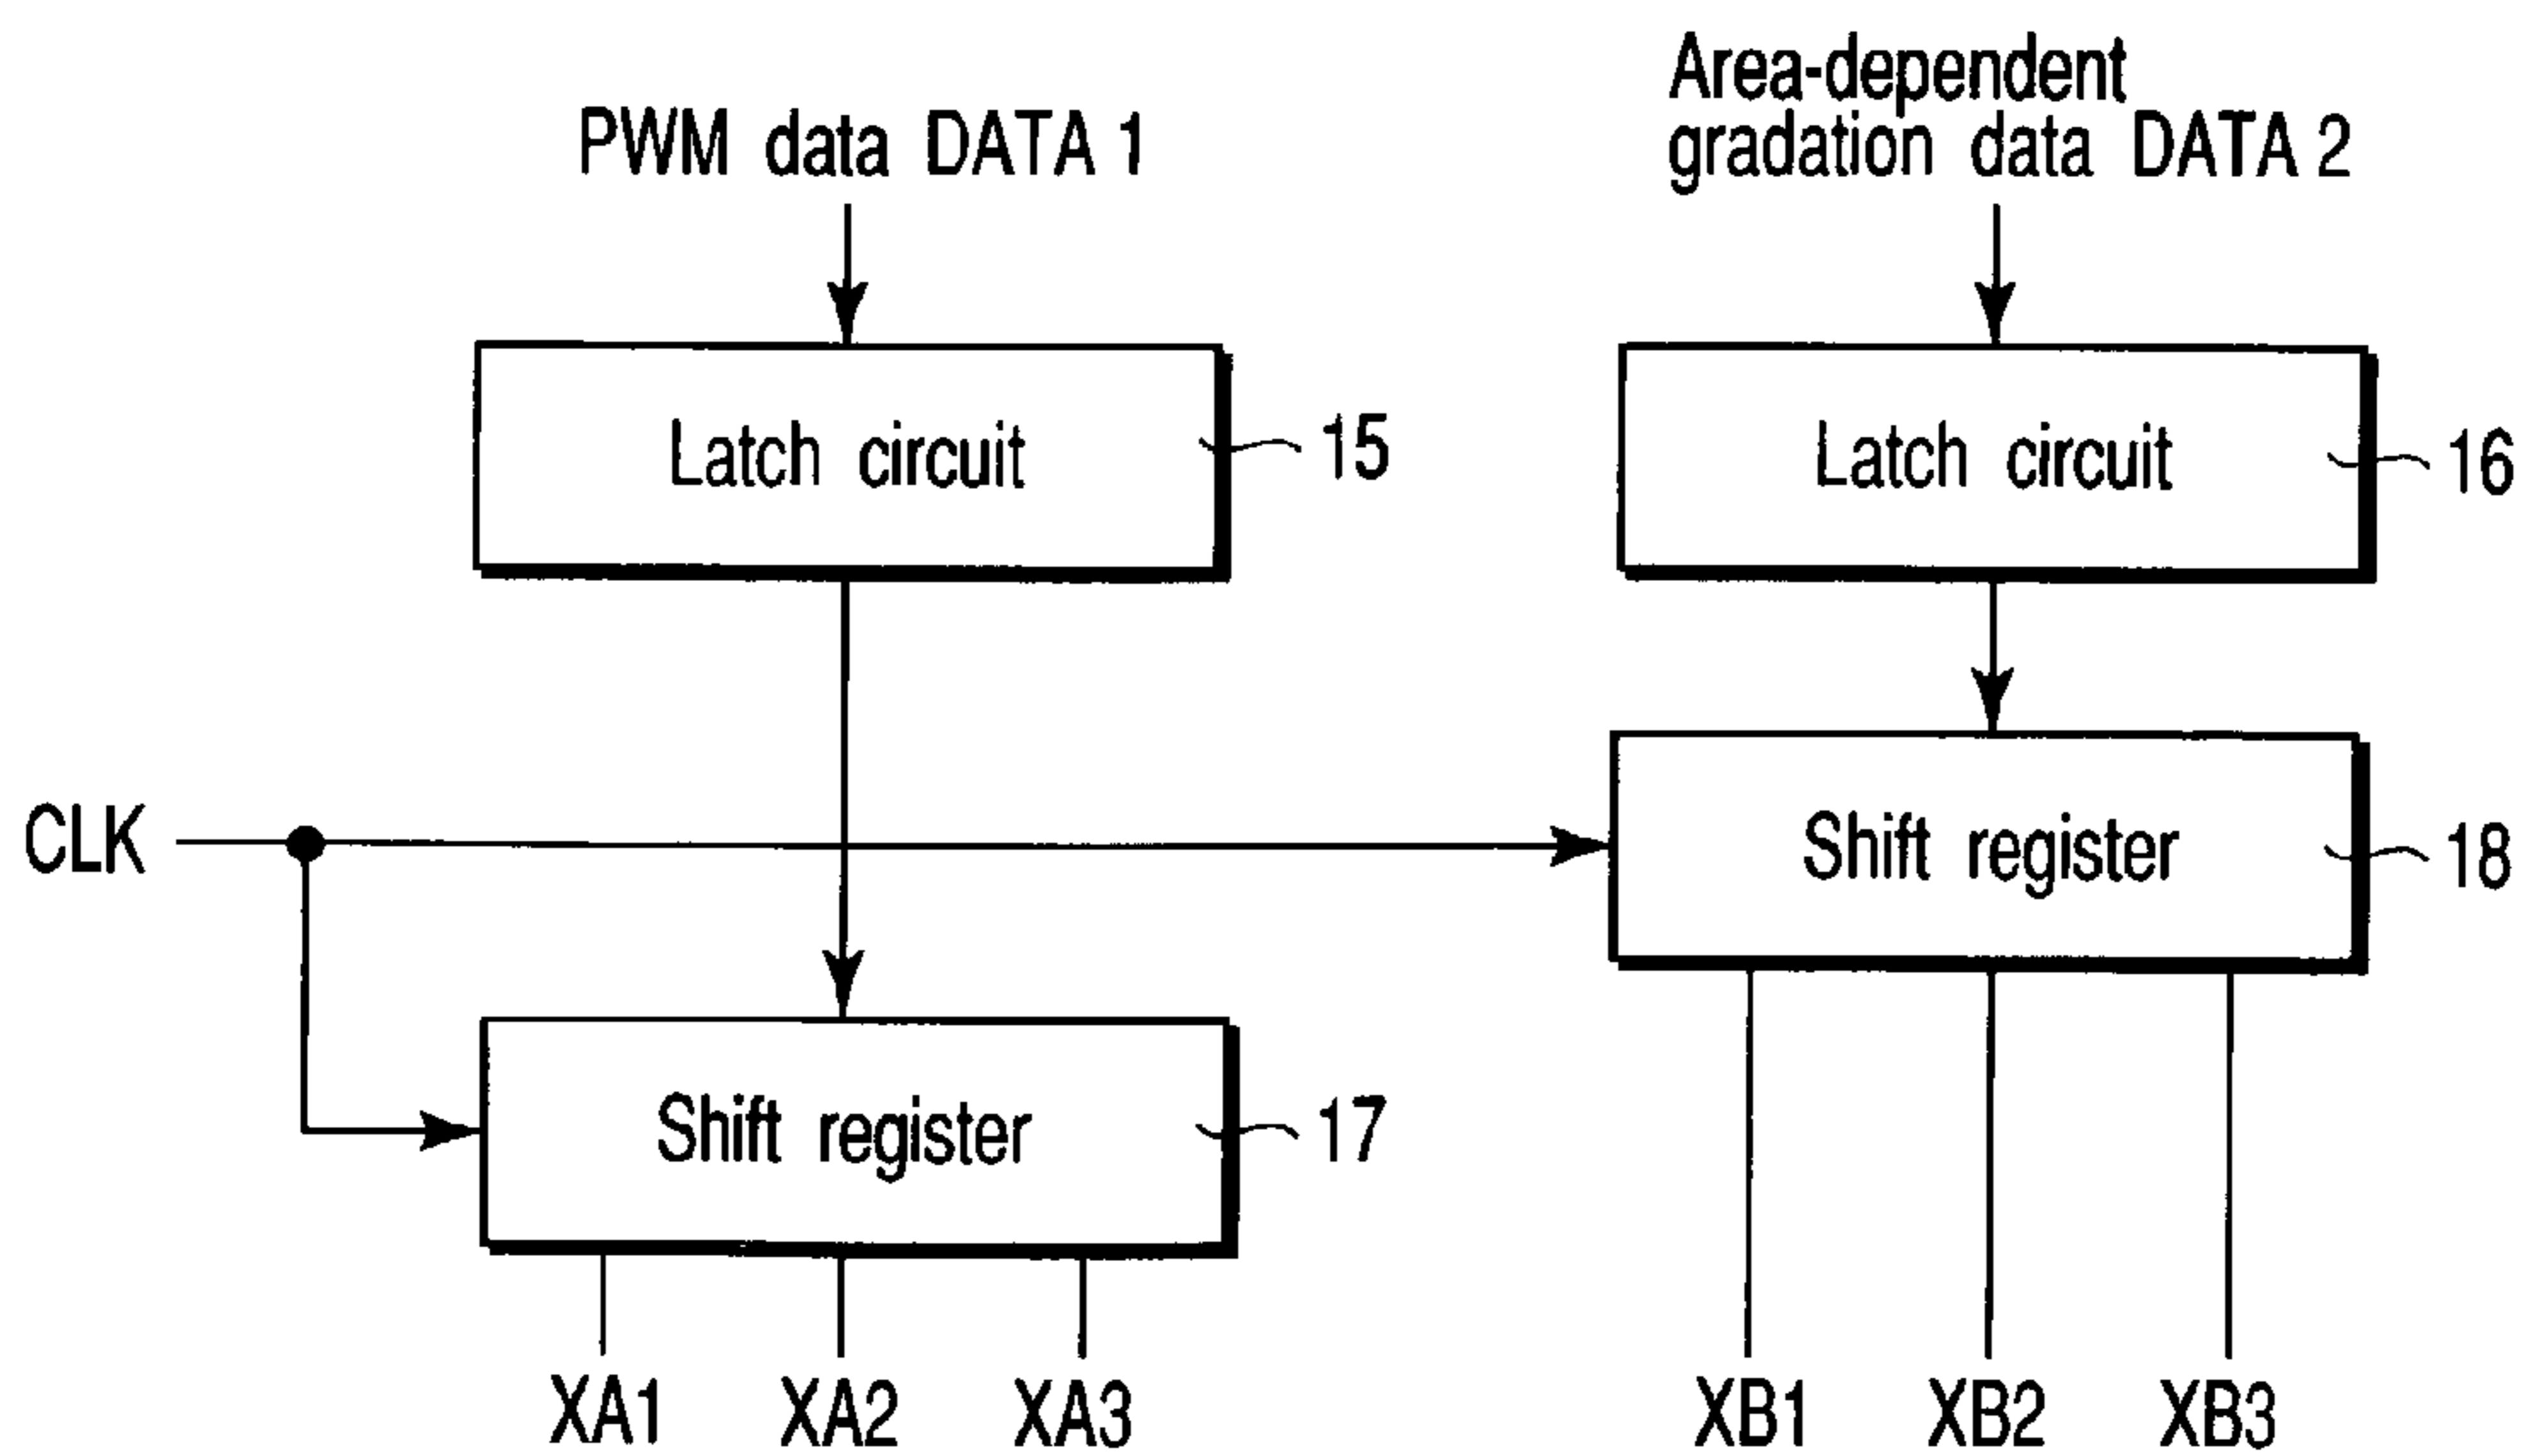 PWM data DATA 1
Area-dependent
gradation data DATA 2
Latch circuit
15
Latch circuit
16
CLK
Shift register
18
Shift register
17
XA1
XA2
XA3
XB1
XB2
XB3